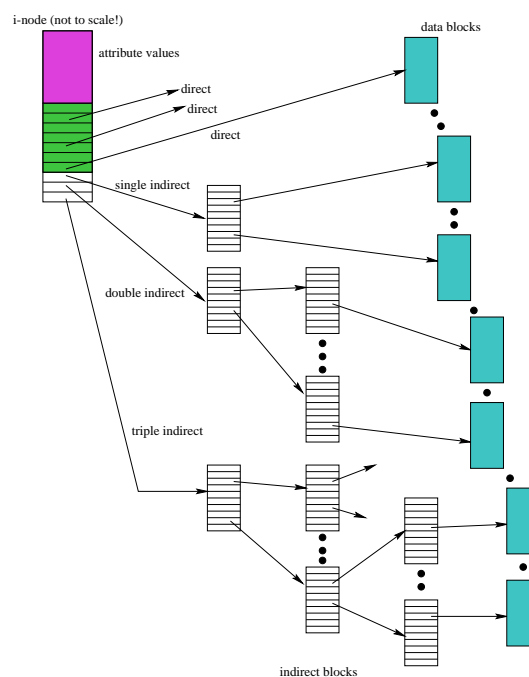 i-node (not to scale!)
attribute values
data blocks
direct
direct
direct
single indirect
double indirect
triple indirect
indirect blocks